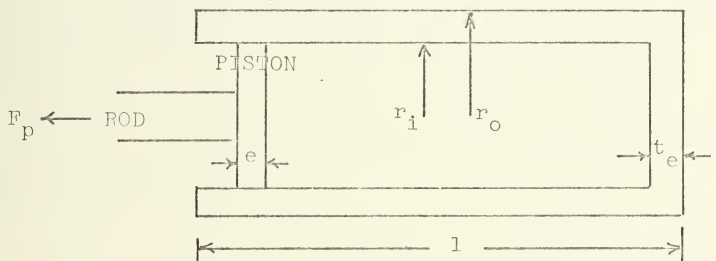 PISTON
F_p ROD
r_i r_o
e t_e
l